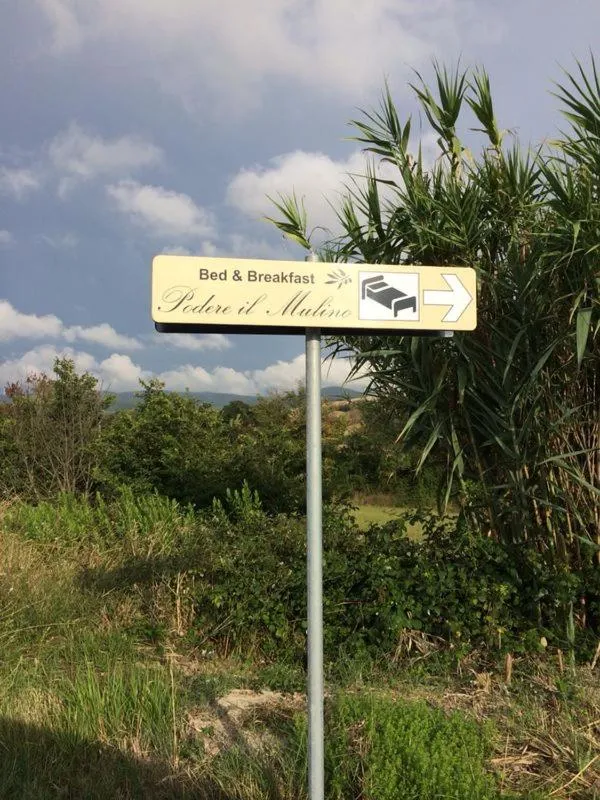 Bed & Breakfast
Podere il Mulino